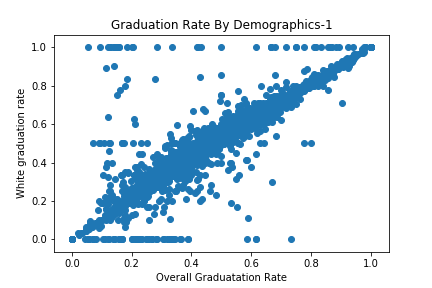 Graduation Rate By Demographics-1
1.0
0.8
0.6
0.4
0.2
0.0
White graduation rate
0.0 0.2 0.4 0.6 0.8 1.0
Overall Graduatation Rate